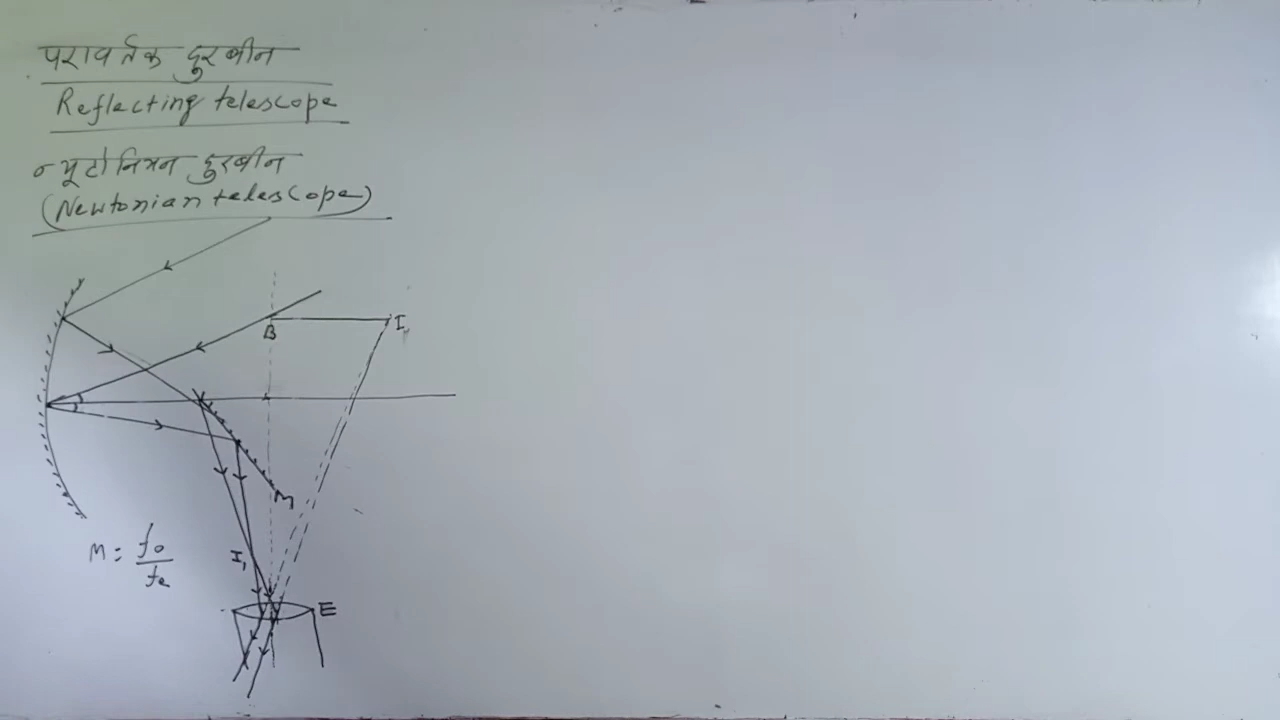 परावर्तक दुरबीन
Reflecting telescope
न्यूटोनियन दुरबीन
(Newtonian telescope)
B
I
M
I₁
M = fo/fe
E